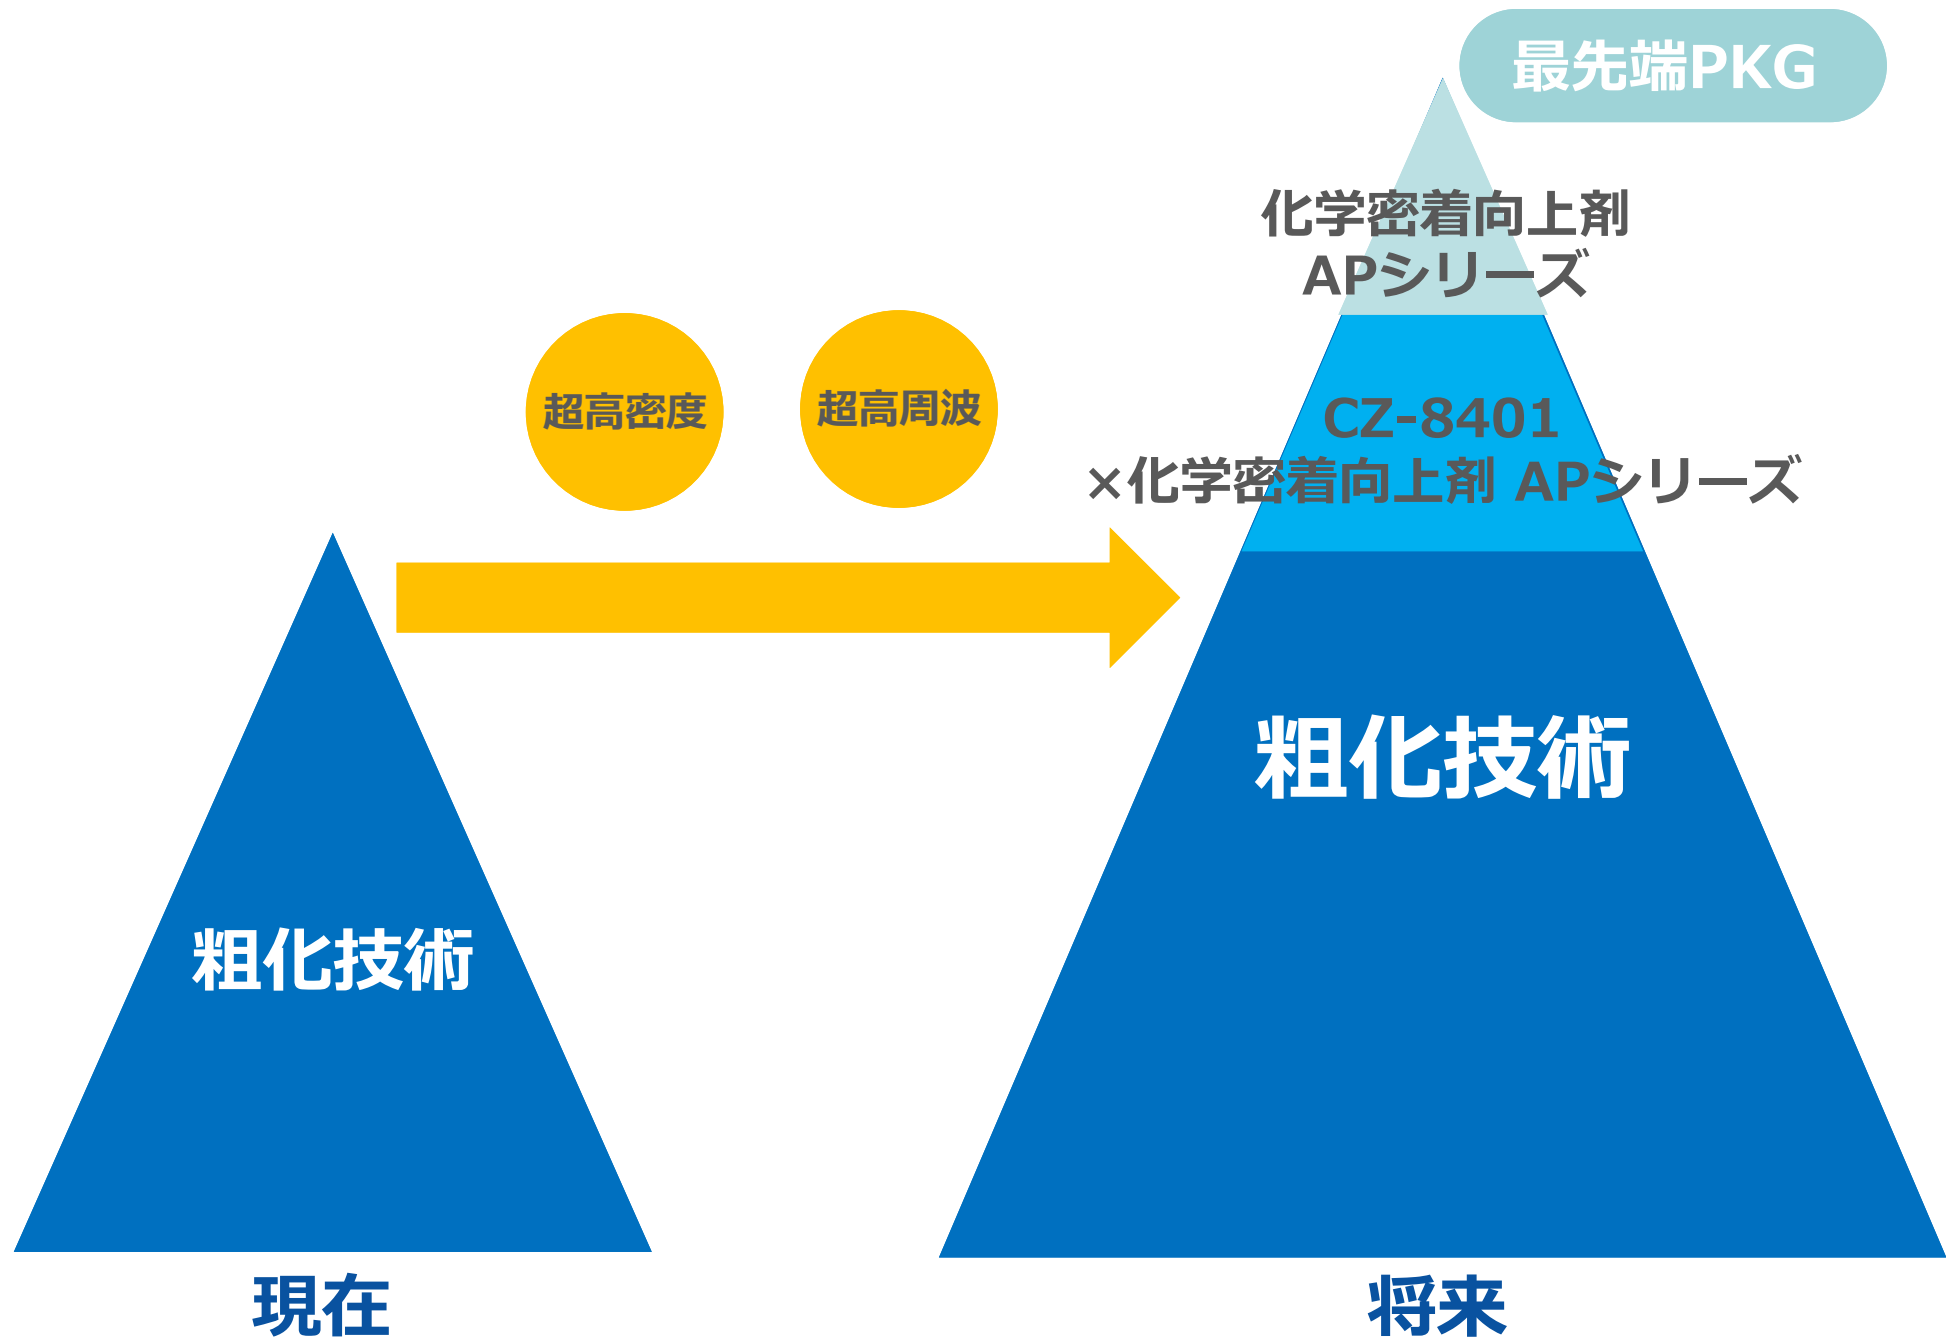 最先端PKG
化学密着向上剤
APシリーズ
超高密度
超高周波
CZ-8401
×化学密着向上剤 APシリーズ
粗化技術
粗化技術
現在
将来